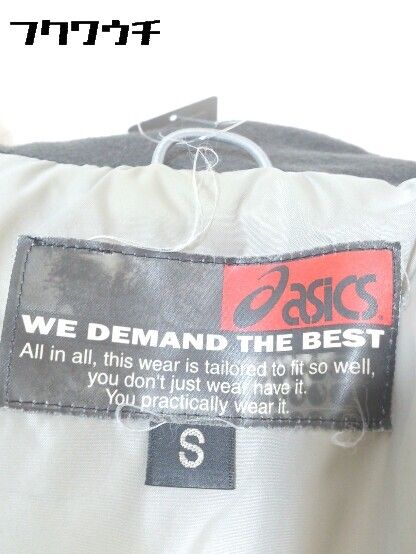 フクウウチ
asics
WE DEMAND THE BEST
All in all, this wear is tailored to fit so well,
you don't just wear have it.
You practically wear it.
S